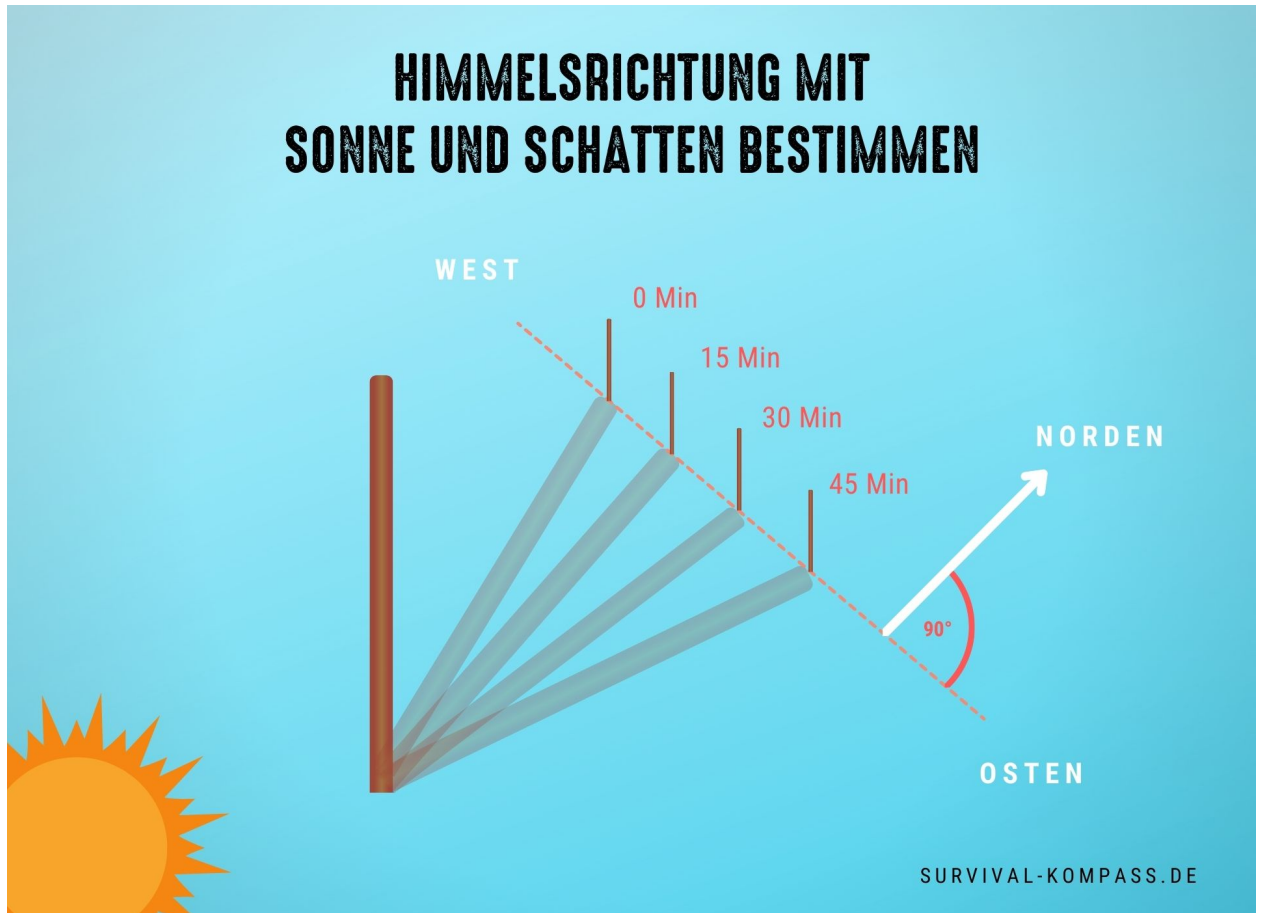 HIMMELSRICHTUNG MIT
SONNE UND SCHATTEN BESTIMMEN
WEST
0 Min
15 Min
30 Min
45 Min
NORDEN
90°
OSTEN
SURVIVAL-KOMPASS.DE